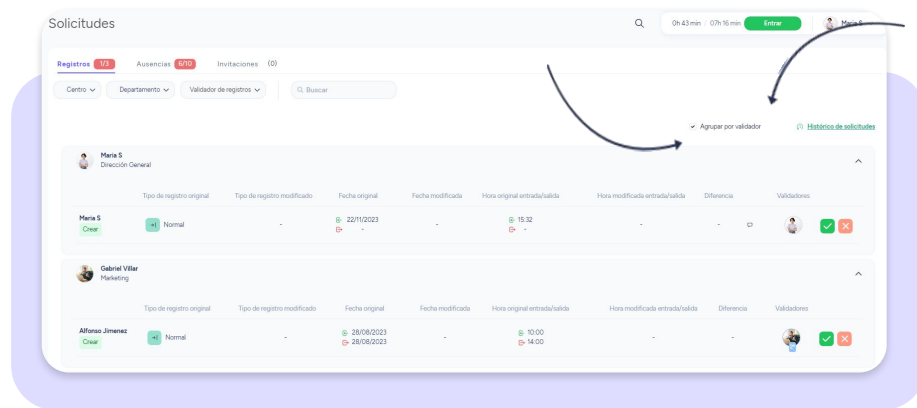 Solicitudes
0h 43 min / 07h 16 min Entrar Maria S
Registros 1/3 Ausencias 6/10 Invitaciones (0)
Centro Departamento Validador de registros Buscar
Agrupar por validador Histórico de solicitudes
Maria S
Dirección General
Tipo de registro original Tipo de registro modificado Fecha original Fecha modificada Hora original entrada/salida Hora modificada entrada/salida Diferencia Validadores
Maria S
Crear
Normal - 22/11/2023 - 15:32 - -
- -
Gabriel Villar
Marketing
Tipo de registro original Tipo de registro modificado Fecha original Fecha modificada Hora original entrada/salida Hora modificada entrada/salida Diferencia Validadores
Alfonso Jimenez
Crear
Normal - 28/08/2023 - 10:00 - -
28/08/2023 14:00